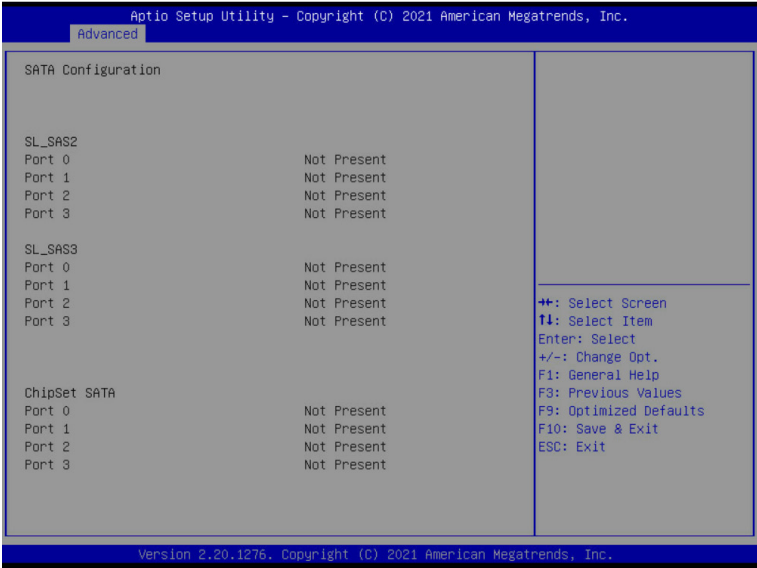 Aptio Setup Utility – Copyright (C) 2021 American Megatrends, Inc.
Advanced
SATA Configuration
SL_SAS2
Port 0 Not Present
Port 1 Not Present
Port 2 Not Present
Port 3 Not Present
SL_SAS3
Port 0 Not Present
Port 1 Not Present
Port 2 Not Present
Port 3 Not Present
ChipSet SATA
Port 0 Not Present
Port 1 Not Present
Port 2 Not Present
Port 3 Not Present
→←: Select Screen
↑↓: Select Item
Enter: Select
+/-: Change Opt.
F1: General Help
F3: Previous Values
F9: Optimized Defaults
F10: Save & Exit
ESC: Exit
Version 2.20.1276. Copyright (C) 2021 American Megatrends, Inc.